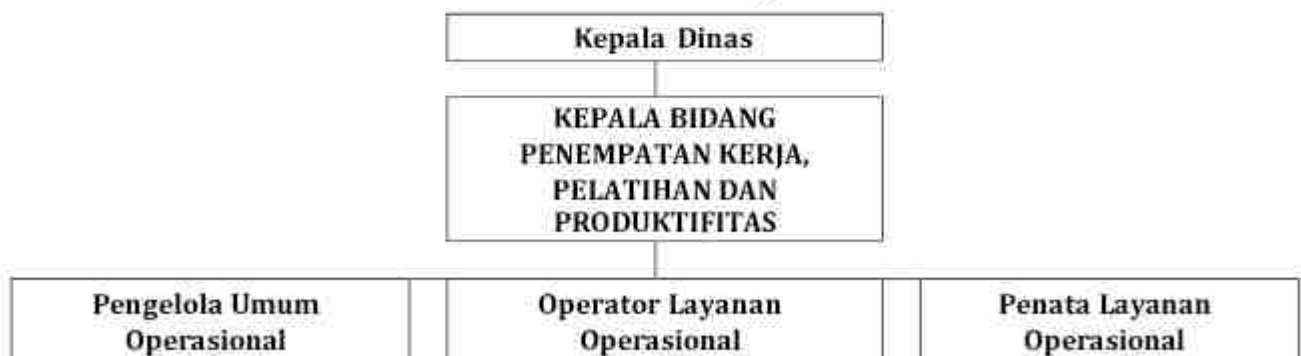 Kepala Dinas
KEPALA BIDANG
PENEMPATAN KERJA,
PELATIHAN DAN
PRODUKTIFITAS
Pengelola Umum
Operasional
Operator Layanan
Operasional
Penata Layanan
Operasional